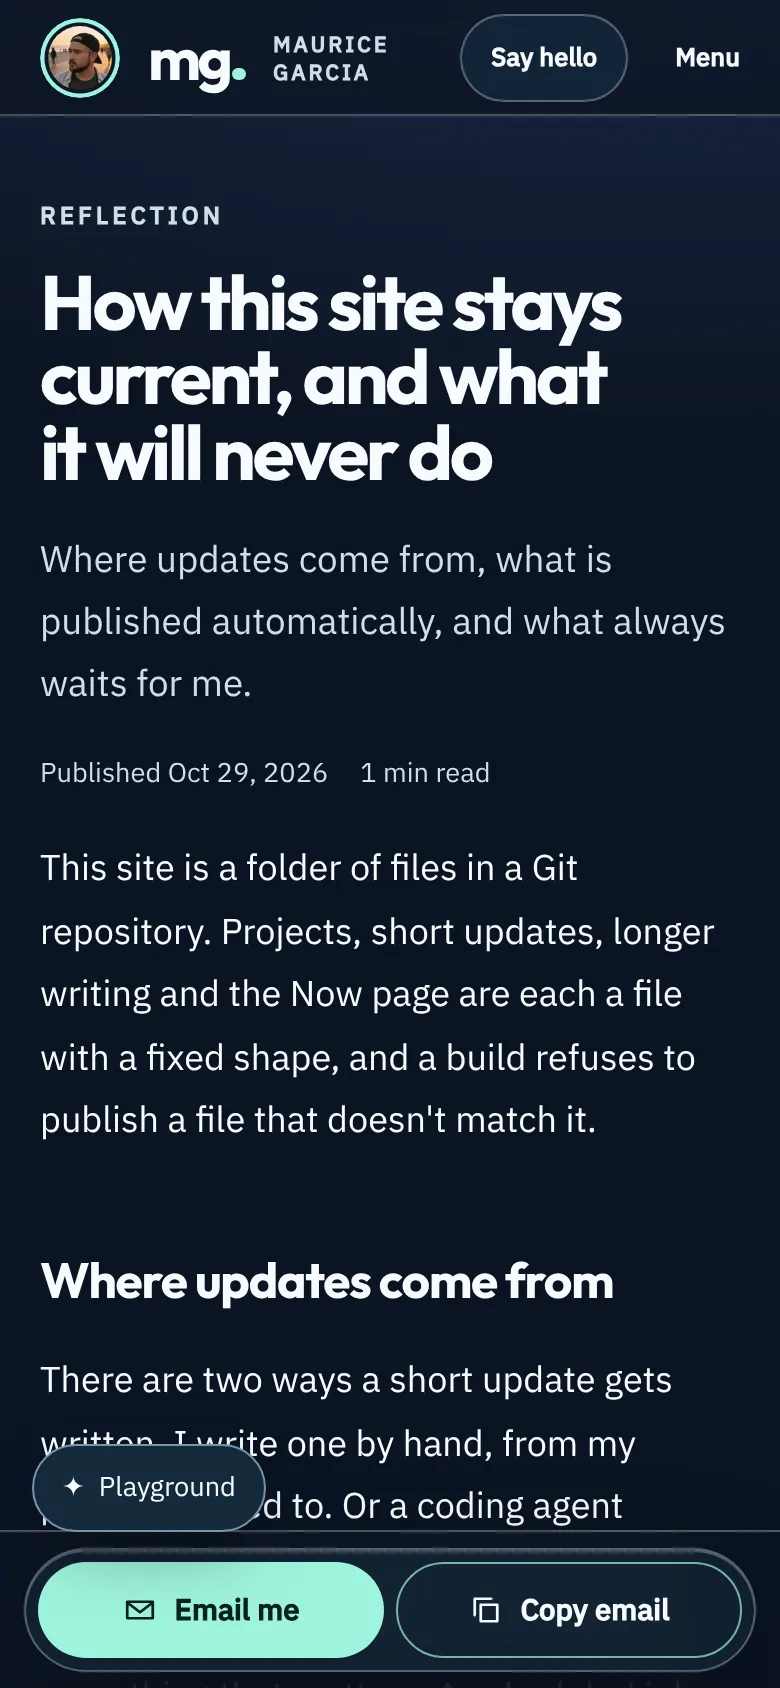 mg.
MAURICE
GARCIA
Say hello
Menu
REFLECTION
How this site stays
current, and what
it will never do
Where updates come from, what is
published automatically, and what always
waits for me.
Published Oct 29, 2026 1 min read
This site is a folder of files in a Git
repository. Projects, short updates, longer
writing and the Now page are each a file
with a fixed shape, and a build refuses to
publish a file that doesn't match it.
Where updates come from
There are two ways a short update gets
written. I write one by hand, from my
to. Or a coding agent
Playground
Email me
Copy email